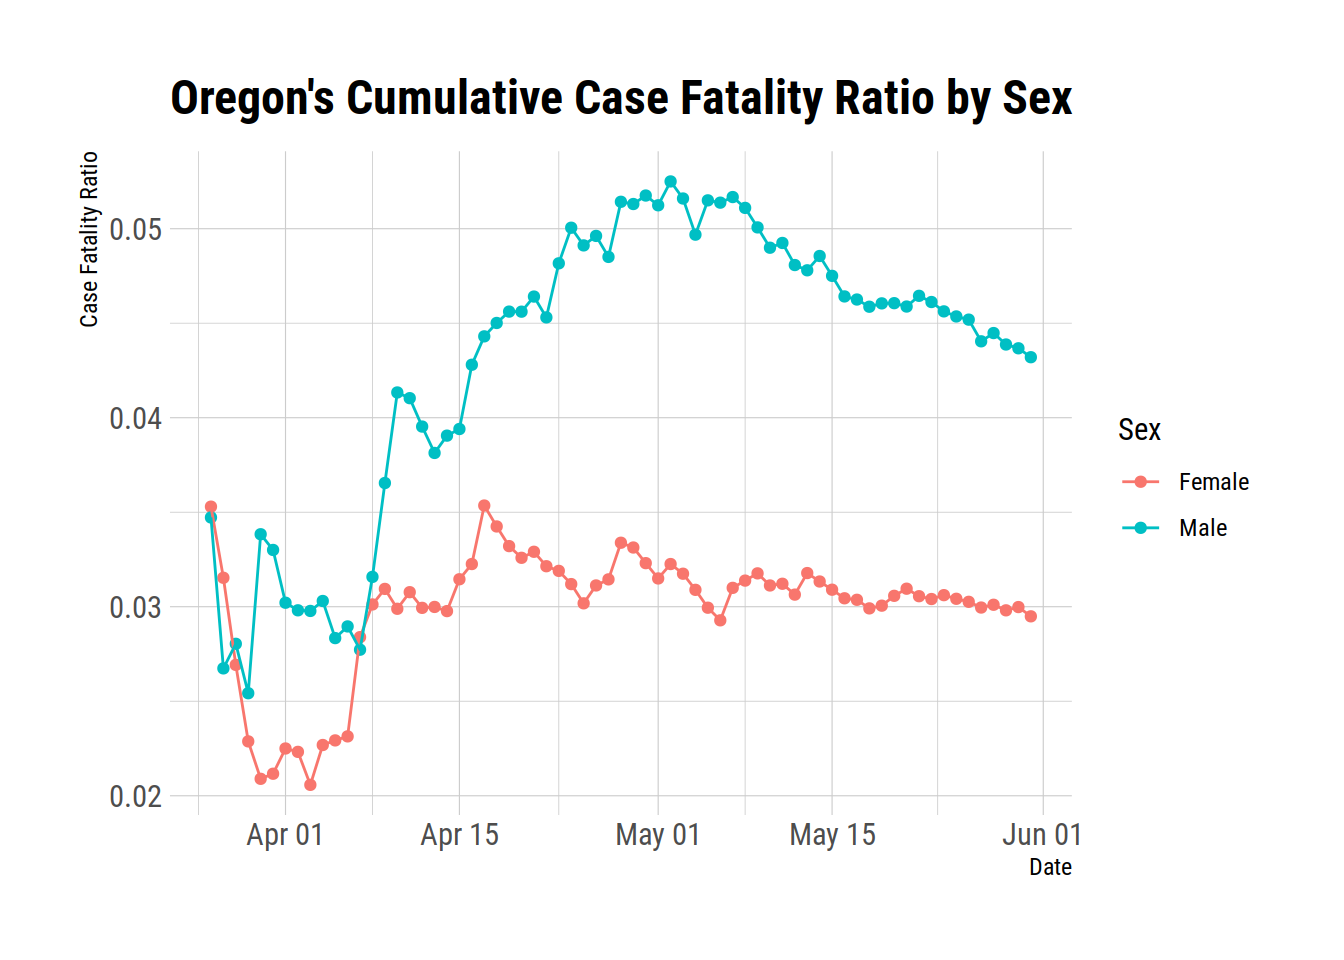 Oregon's Cumulative Case Fatality Ratio by Sex
Case Fatality Ratio
0.05
0.04
0.03
0.02
Apr 01
Apr 15
May 01
May 15
Jun 01
Date
Sex
Female
Male